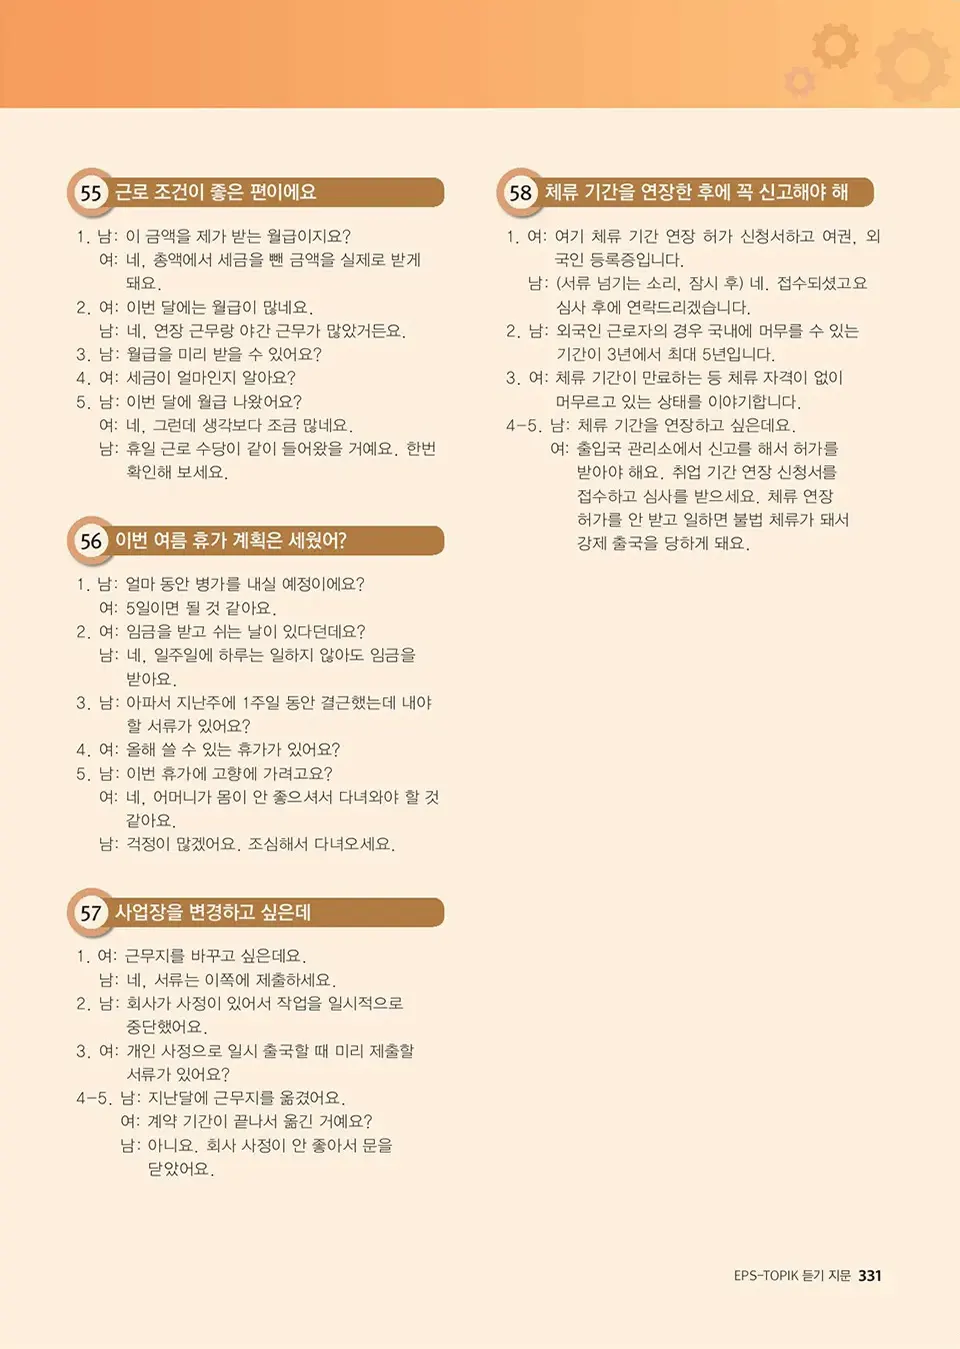 55 근로 조건이 좋은 편이에요
1. 남: 이 금액을 제가 받는 월급이지요?
여: 네, 총액에서 세금을 뺀 금액을 실제로 받게
돼요.
2. 여: 이번 달에는 월급이 많네요.
남: 네, 연장 근무랑 야간 근무가 많았거든요.
3. 남: 월급을 미리 받을 수 있어요?
4. 여: 세금이 얼마인지 알아요?
5. 남: 이번 달에 월급 나왔어요?
여: 네, 그런데 생각보다 조금 많네요.
남: 휴일 근로 수당이 같이 들어왔을 거예요. 한번
확인해 보세요.
56 이번 여름 휴가 계획은 세웠어?
1. 남: 얼마 동안 병가를 내실 예정이에요?
여: 5일이면 될 것 같아요.
2. 여: 임금을 받고 쉬는 날이 있다던데요?
남: 네, 일주일에 하루는 일하지 않아도 임금을
받아요.
3. 남: 아파서 지난주에 1주일 동안 결근했는데 내야
할 서류가 있어요?
4. 여: 올해 쓸 수 있는 휴가가 있어요?
5. 남: 이번 휴가에 고향에 가려고요?
여: 네, 어머니가 몸이 안 좋으셔서 다녀와야 할 것
같아요.
남: 걱정이 많겠어요. 조심해서 다녀오세요.
57 사업장을 변경하고 싶은데
1. 여: 근무지를 바꾸고 싶은데요.
남: 네, 서류는 이쪽에 제출하세요.
2. 남: 회사가 사정이 있어서 작업을 일시적으로
중단했어요.
3. 여: 개인 사정으로 일시 출국할 때 미리 제출할
서류가 있어요?
4-5. 남: 지난달에 근무지를 옮겼어요.
여: 계약 기간이 끝나서 옮긴 거예요?
남: 아니요. 회사 사정이 안 좋아서 문을
닫았어요.
58 체류 기간을 연장한 후에 꼭 신고해야 해
1. 여: 여기 체류 기간 연장 허가 신청서하고 여권, 외
국인 등록증입니다.
남: (서류 넘기는 소리, 잠시 후) 네. 접수되셨고요
심사 후에 연락드리겠습니다.
2. 남: 외국인 근로자의 경우 국내에 머무를 수 있는
기간이 3년에서 최대 5년입니다.
3. 여: 체류 기간이 만료하는 등 체류 자격이 없이
머무르고 있는 상태를 이야기합니다.
4-5. 남: 체류 기간을 연장하고 싶은데요.
여: 출입국 관리소에서 신고를 해서 허가를
받아야 해요. 취업 기간 연장 신청서를
접수하고 심사를 받으세요. 체류 연장
허가를 안 받고 일하면 불법 체류가 돼서
강제 출국을 당하게 돼요.
EPS-TOPIK 듣기 지문 331